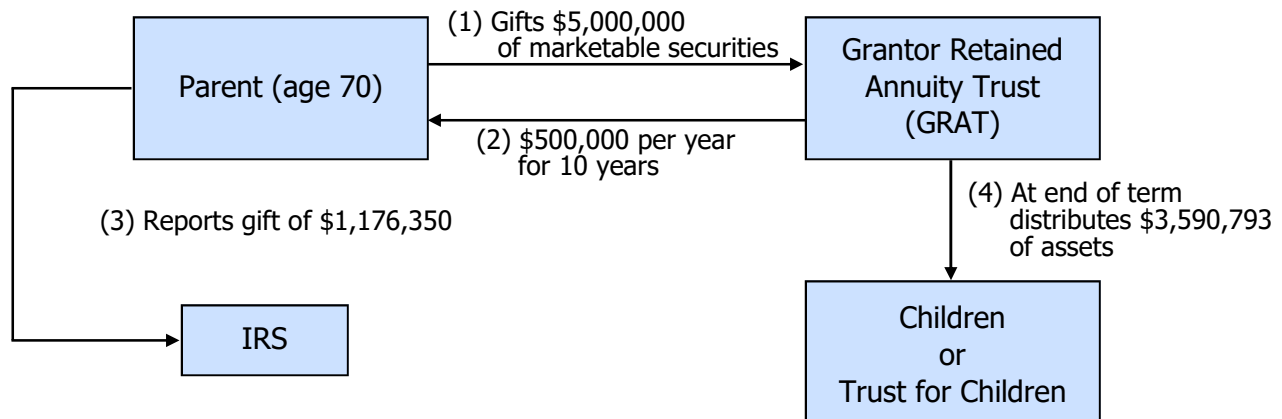 Parent (age 70)
(1) Gifts $5,000,000
of marketable securities
Grantor Retained
Annuity Trust
(GRAT)
(2) $500,000 per year
for 10 years
(3) Reports gift of $1,176,350
(4) At end of term
distributes $3,590,793
of assets
IRS
Children
or
Trust for Children